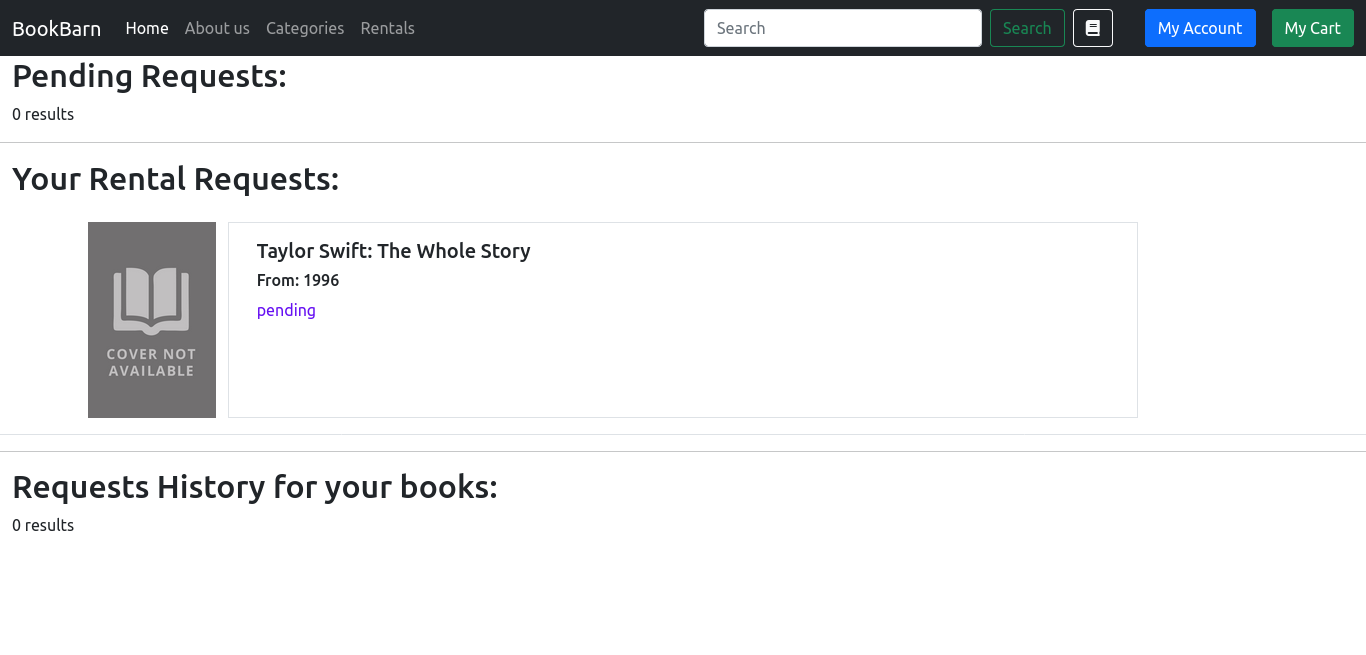 BookBarn Home About us Categories Rentals Search Search My Account My Cart
Pending Requests:
0 results
Your Rental Requests:
COVER NOT
AVAILABLE
Taylor Swift: The Whole Story
From: 1996
pending
Requests History for your books:
0 results